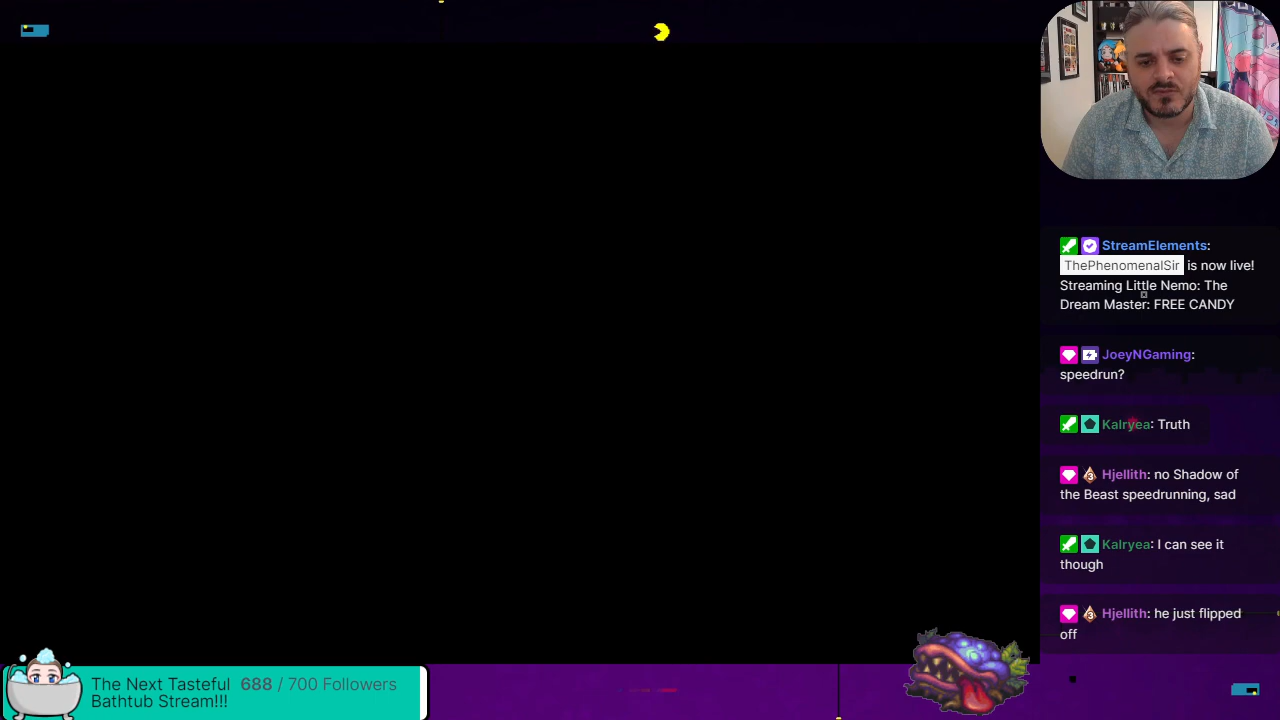 StreamElements:
ThePhenomenalSir is now live!
Streaming Little Nemo: The
Dream Master: FREE CANDY
JoeyNGaming:
speedrun?
Kalryea: Truth
Hjellith: no Shadow of
the Beast speedrunning, sad
Kalryea: I can see it
though
Hjellith: he just flipped
off
The Next Tasteful 688 / 700 Followers
Bathtub Stream!!!